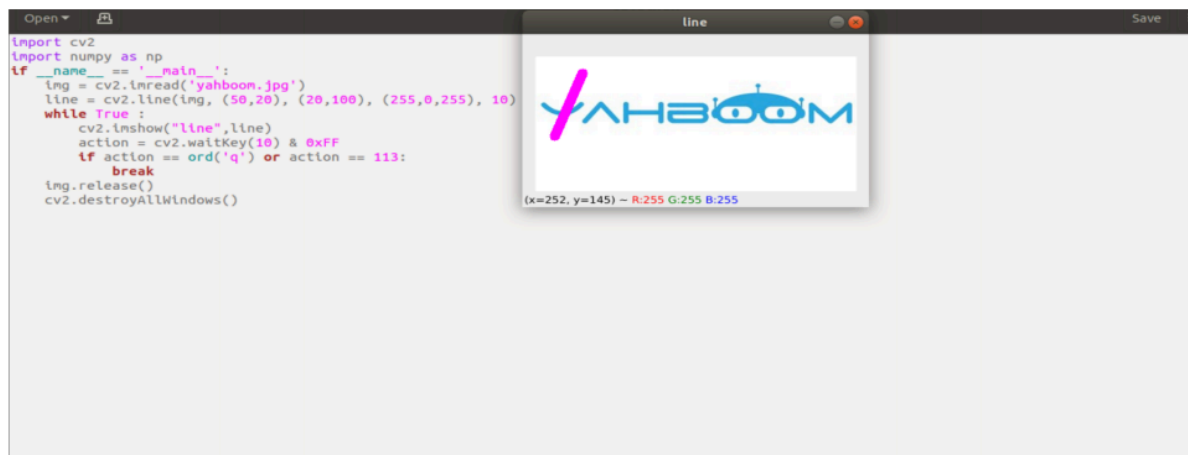 Open
Save
import cv2
import numpy as np
if __name__ == '__main__':
    img = cv2.imread('yahboom.jpg')
    line = cv2.line(img, (50,20), (20,100), (255,0,255), 10)
    while True :
        cv2.imshow("line",line)
        action = cv2.waitKey(10) & 0xFF
        if action == ord('q') or action == 113:
            break
    img.release()
    cv2.destroyAllWindows()
line
YAHBOOM
(x=252, y=145) ~ R:255 G:255 B:255